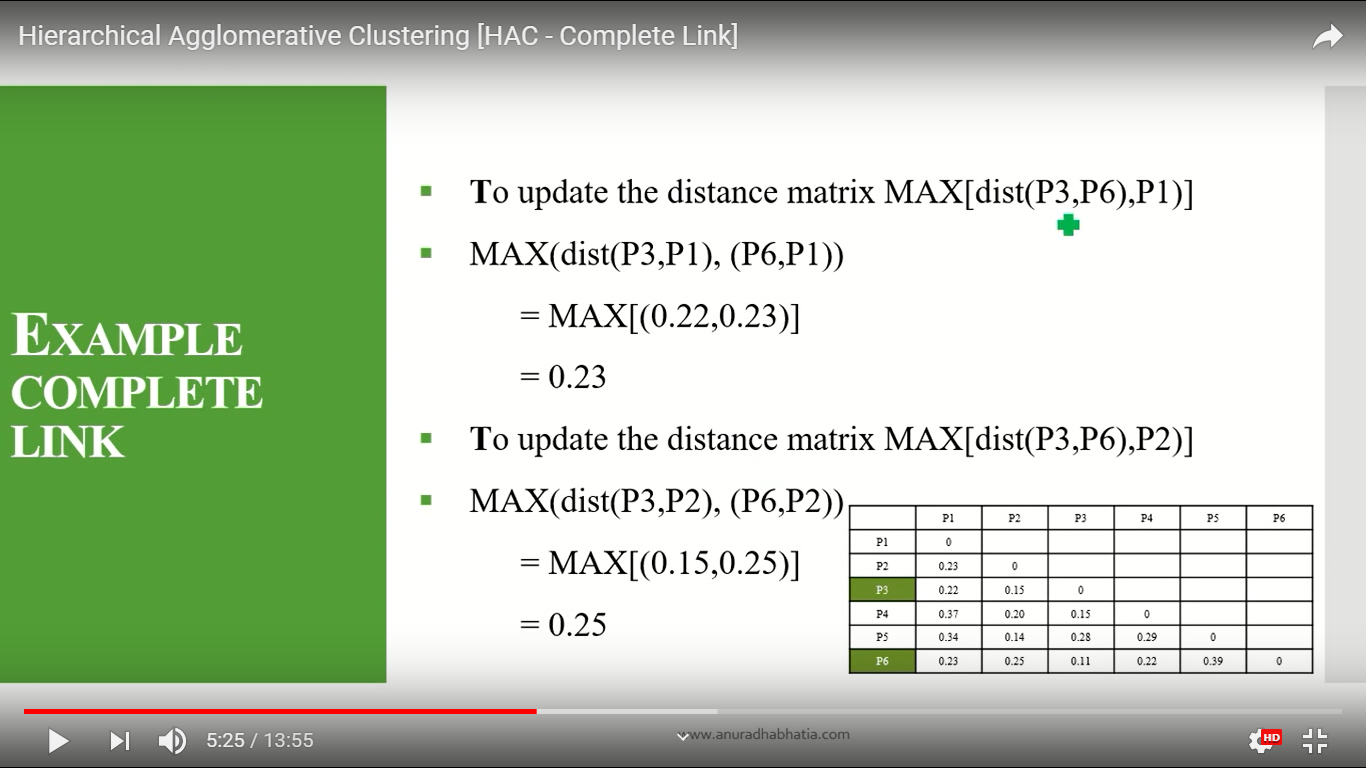 Hierarchical Agglomerative Clustering [HAC - Complete Link]
EXAMPLE
COMPLETE
LINK
To update the distance matrix MAX[dist(P3,P6),P1)]
MAX(dist(P3,P1), (P6,P1))
= MAX[(0.22,0.23)]
= 0.23
To update the distance matrix MAX[dist(P3,P6),P2)]
MAX(dist(P3,P2), (P6,P2))
= MAX[(0.15,0.25)]
= 0.25
P1 P2 P3 P4 P5 P6
P1 0
P2 0.23 0
P3 0.22 0.15 0
P4 0.37 0.20 0.15 0
P5 0.34 0.14 0.28 0.29 0
P6 0.23 0.25 0.11 0.22 0.39 0
5:25 / 13:55
www.anuradhabhatia.com
HD